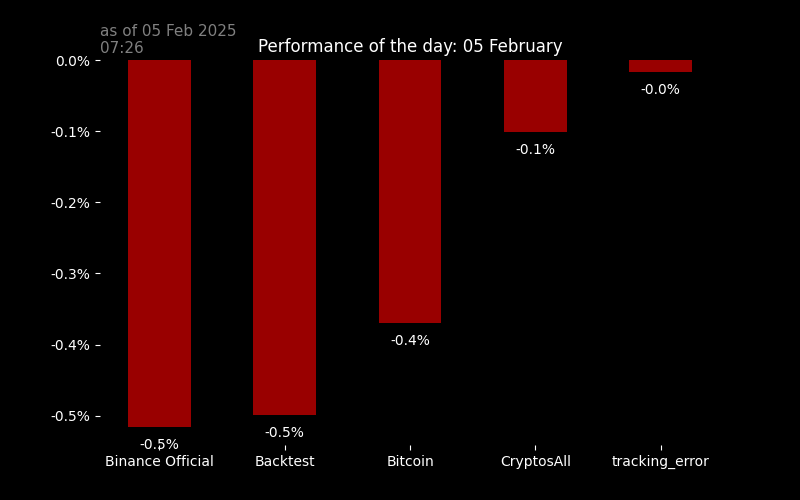 as of 05 Feb 2025
07:26
Performance of the day: 05 February
0.0%
-0.1%
-0.2%
-0.3%
-0.4%
-0.5%
-0.5%
-0.5%
-0.4%
-0.1%
-0.0%
Binance Official
Backtest
Bitcoin
CryptosAll
tracking_error